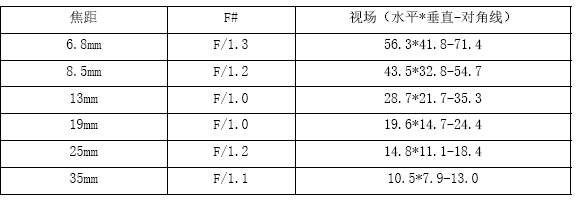 焦距 F# 视场（水平*垂直-对角线）
6.8mm F/1.3 56.3*41.8-71.4
8.5mm F/1.2 43.5*32.8-54.7
13mm F/1.0 28.7*21.7-35.3
19mm F/1.0 19.6*14.7-24.4
25mm F/1.2 14.8*11.1-18.4
35mm F/1.1 10.5*7.9-13.0